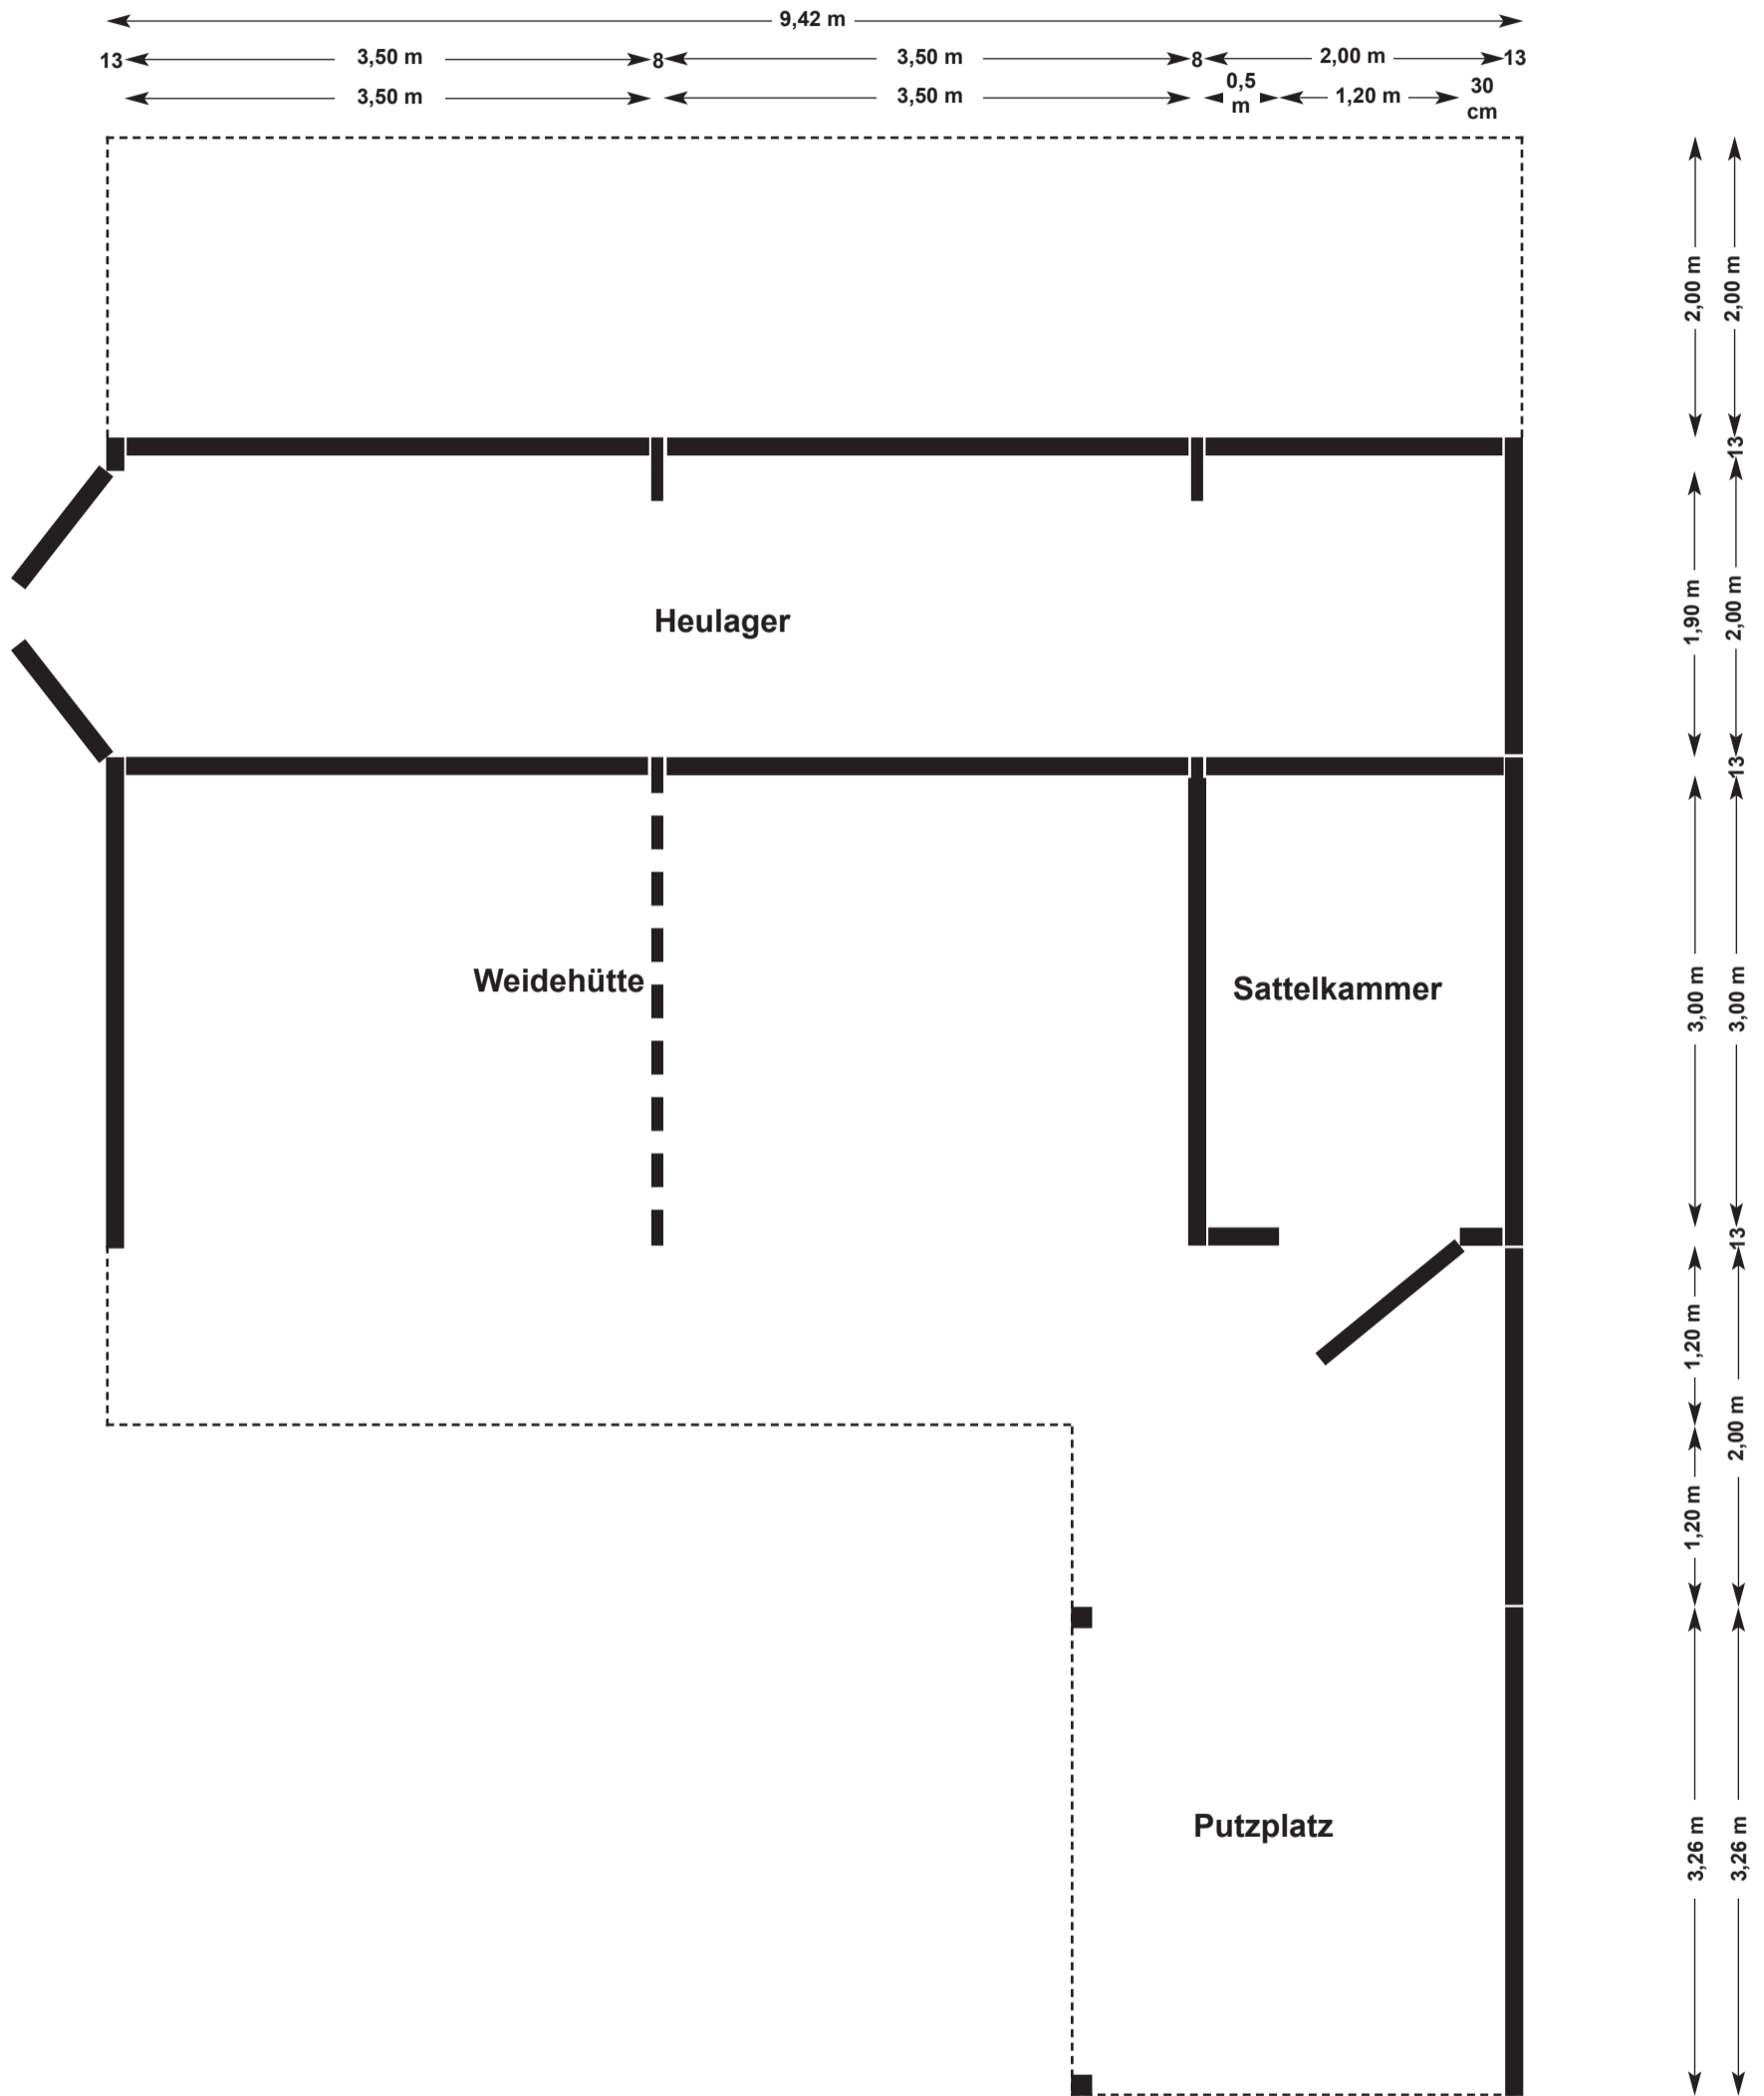 9,42 m
13 3,50 m 8 3,50 m 8 2,00 m 13
3,50 m 3,50 m 0,5 m 1,20 m 30 cm
2,00 m 2,00 m
13
Heulager
1,90 m 2,00 m
13
Weidehütte
Sattelkammer
3,00 m 3,00 m
13
1,20 m
2,00 m
1,20 m
Putzplatz
3,26 m 3,26 m